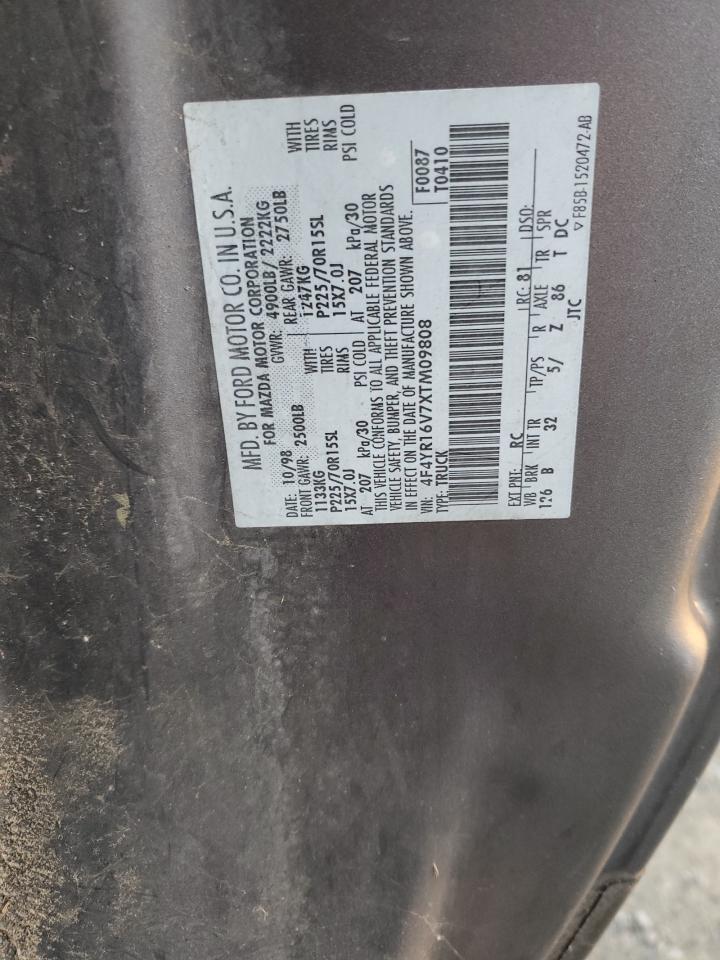 MFD. BY FORD MOTOR CO. IN U.S.A.
FOR MAZDA MOTOR CORPORATION
DATE: 10/98 GVWR: 4900LB/ 2222KG
FRONT GAWR: 2500LB REAR GAWR: 2750LB
1133KG WITH 1247KG WITH
P225/70R15SL TIRES P225/70R15SL TIRES
15X7.0J RIMS 15X7.0J RIMS
AT 207 kPa/30 PSI COLD AT 207 kPa/30 PSI COLD
THIS VEHICLE CONFORMS TO ALL APPLICABLE FEDERAL MOTOR
VEHICLE SAFETY, BUMPER, AND THEFT PREVENTION STANDARDS
IN EFFECT ON THE DATE OF MANUFACTURE SHOWN ABOVE.
VIN: 4F4YR16V7XTM09808 F0087
TYPE: TRUCK T0410
EXT PNT: RC RC: 81 DSO:
WB BRK INT TR TP/PS R AXLE TR SPR
126 B 32 5/ Z 86 T DC
JTC
▽ F85B-1520472-AB